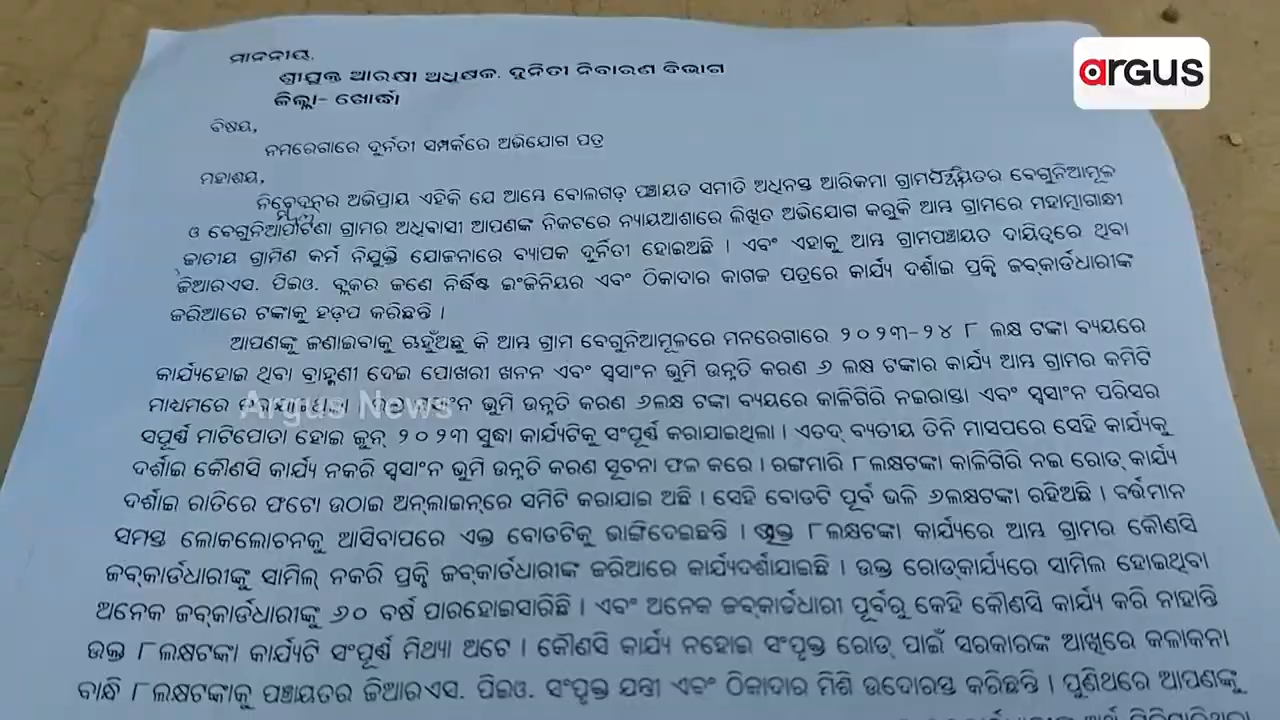 argus
ମାନନୀୟ,
ଶ୍ରୀଯୁକ୍ତ ଆରକ୍ଷୀ ଅଧିକ୍ଷକ. ଦୁନିତୀ ନିବାରଣ ବିଭାଗ
ଜିଲ୍ଲା- ଖୋର୍ଦ୍ଧା
ବିଷୟ,
ନମରେଗାରେ ଦୁର୍ନତୀ ସମ୍ପର୍କରେ ଅଭିଯୋଗ ପତ୍ର
ମହାଶୟ,
ନିବେଦନର ଅଭିପ୍ରାୟ ଏହିକି ଯେ ଆମ୍ଭେ ବୋଲଗଡ଼ ପଞ୍ଚାୟତ ସମୀତି ଅଧିନସ୍ତ ଆରିକମା ଗ୍ରାମପଞ୍ଚାୟତର ବେଗୁନିଆମୂଳ
ଓ ବେଗୁନିଆପାଟଣା ଗ୍ରାମର ଅଧିବାସୀ ଆପଣଙ୍କ ନିକଟରେ ନ୍ୟାୟଆଶାରେ ଲିଖିତ ଅଭିଯୋଗ କରୁକି ଆମ୍ଭ ଗ୍ରାମରେ ମହାତ୍ମାଗାନ୍ଧୀ
ଜାତୀୟ ଗ୍ରାମିଣ କର୍ମ ନିଯୁକ୍ତି ଯୋଜନାରେ ବ୍ୟାପକ ଦୁର୍ନିତୀ ହୋଇଅଛି । ଏବଂ ଏହାକୁ ଆମ୍ଭ ଗ୍ରାମପଞ୍ଚାୟତ ଦାୟିତ୍ୱରେ ଥିବା
ଜିଆରଏସ. ପିଇଓ. ବ୍ଲକର ଜଣେ ନିର୍ଦ୍ଧିଷ୍ଟ ଇଂଜିନିୟର ଏବଂ ଠିକାଦାର କାଗଜ ପତ୍ରରେ କାର୍ଯ୍ୟ ଦର୍ଶାଇ ପ୍ରକ୍ସି ଜବ୍‌କାର୍ଡଧାରୀଙ୍କ
ଜରିଆରେ ଟଙ୍କାକୁ ହଡ଼ପ କରିଛନ୍ତି ।
ଆପଣଙ୍କୁ ଜଣାଇବାକୁ ଚାହୁଁଅଛୁ କି ଆମ୍ଭ ଗ୍ରାମ ବେଗୁନିଆମୂଳରେ ମନରେଗାରେ ୨୦୨୩-୨୪ ୮ ଲକ୍ଷ ଟଙ୍କା ବ୍ୟୟରେ
କାର୍ଯ୍ୟହୋଇ ଥିବା ବ୍ରାହ୍ମଣୀ ଦେଇ ପୋଖରୀ ଖନନ ଏବଂ ସ୍ୱସାଂନ ଭୂମି ଉନ୍ନତି କରଣ ୬ ଲକ୍ଷ ଟଙ୍କାର କାର୍ଯ୍ୟ ଆମ୍ଭ ଗ୍ରାମର କମିଟି
ମାଧମରେ ଭୂମି ଉନ୍ନତି କରଣ ୬ଲକ୍ଷ ଟଙ୍କା ବ୍ୟୟରେ କାଳିଗିରି ନଇରାସ୍ତା ଏବଂ ସ୍ୱସାଂନ ପରିସର
Argus News
ସପୂର୍ଣ୍ଣ ମାଟିପୋତା ହୋଇ ଜୁନ୍ ୨୦୨୩ ସୁଦ୍ଧା କାର୍ଯ୍ୟଟିକୁ ସଂପୂର୍ଣ୍ଣ କରାଯାଇଥିଲା । ଏତଦ୍ ବ୍ୟତୀୟ ତିନି ମାସପରେ ସେହି କାର୍ଯ୍ୟକୁ
ଦର୍ଶାଇ କୌଣସି କାର୍ଯ୍ୟ ନକରି ସ୍ୱସାଂନ ଭୂମି ଉନ୍ନତି କରଣ ସୂଚନା ଫଳ କରେ । ରଙ୍ଗମାରି ୮ଲକ୍ଷଟଙ୍କା କାଳିଗିରି ନଇ ରୋଡ୍ କାର୍ଯ୍ୟ
ଦର୍ଶାଇ ରାତିରେ ଫଟୋ ଉଠାଇ ଅନ୍‌ଲାଇନ୍‌ରେ ସମିଟି କରାଯାଇ ଅଛି । ସେହି ବୋଡଟି ପୂର୍ବ ଭଳି ୬ଲକ୍ଷଟଙ୍କା ରହିଅଛି । ବର୍ତ୍ତମାନ
ସମସ୍ତ ଲୋକଲୋଚନକୁ ଆସିବାପରେ ଏକ୍ତ ବୋଡଟିକୁ ଭାଙ୍ଗିଦେଇଛନ୍ତି । ୮ଲକ୍ଷଟଙ୍କା କାର୍ଯ୍ୟରେ ଆମ୍ଭ ଗ୍ରାମର କୌଣସି
ଜବ୍‌କାର୍ଡଧାରୀଙ୍କୁ ସାମିଲ୍ ନକରି ପ୍ରକ୍ସି ଜବ୍‌କାର୍ଡଧାରୀଙ୍କ ଜରିଆରେ କାର୍ଯ୍ୟଦର୍ଶାଯାଇଛି । ଉକ୍ତ ରୋଡ୍‌କାର୍ଯ୍ୟରେ ସାମିଲ ହୋଇଥିବା
ଅନେକ ଜବ୍‌କାର୍ଡଧାରୀଙ୍କୁ ୬୦ ବର୍ଷ ପାରହୋଇସାରିଛି । ଏବଂ ଅନେକ ଜବ୍‌କାର୍ଡଧାରୀ ପୂର୍ବରୁ କେହି କୌଣସି କାର୍ଯ୍ୟ କରି ନାହାନ୍ତି
ଉକ୍ତ ୮ଲକ୍ଷଟଙ୍କା କାର୍ଯ୍ୟଟି ସଂପୂର୍ଣ୍ଣ ମିଥ୍ୟା ଅଟେ । କୌଣସି କାର୍ଯ୍ୟ ନହୋଇ ସଂପୃକ୍ତ ରୋଡ୍ ପାଇଁ ସରକାରଙ୍କ ଆଖିରେ କଳାକନା
ବାନ୍ଧି ୮ଲକ୍ଷଟଙ୍କାକୁ ପଞ୍ଚାୟତର ଜିଆରଏସ. ପିଇଓ. ସଂପୃକ୍ତ ଯନ୍ତ୍ରୀ ଏବଂ ଠିକାଦାର ମିଶି ଉଦୋରସ୍ତ କରିଛନ୍ତି । ପୁଣିଥରେ ଆପଣଙ୍କୁ